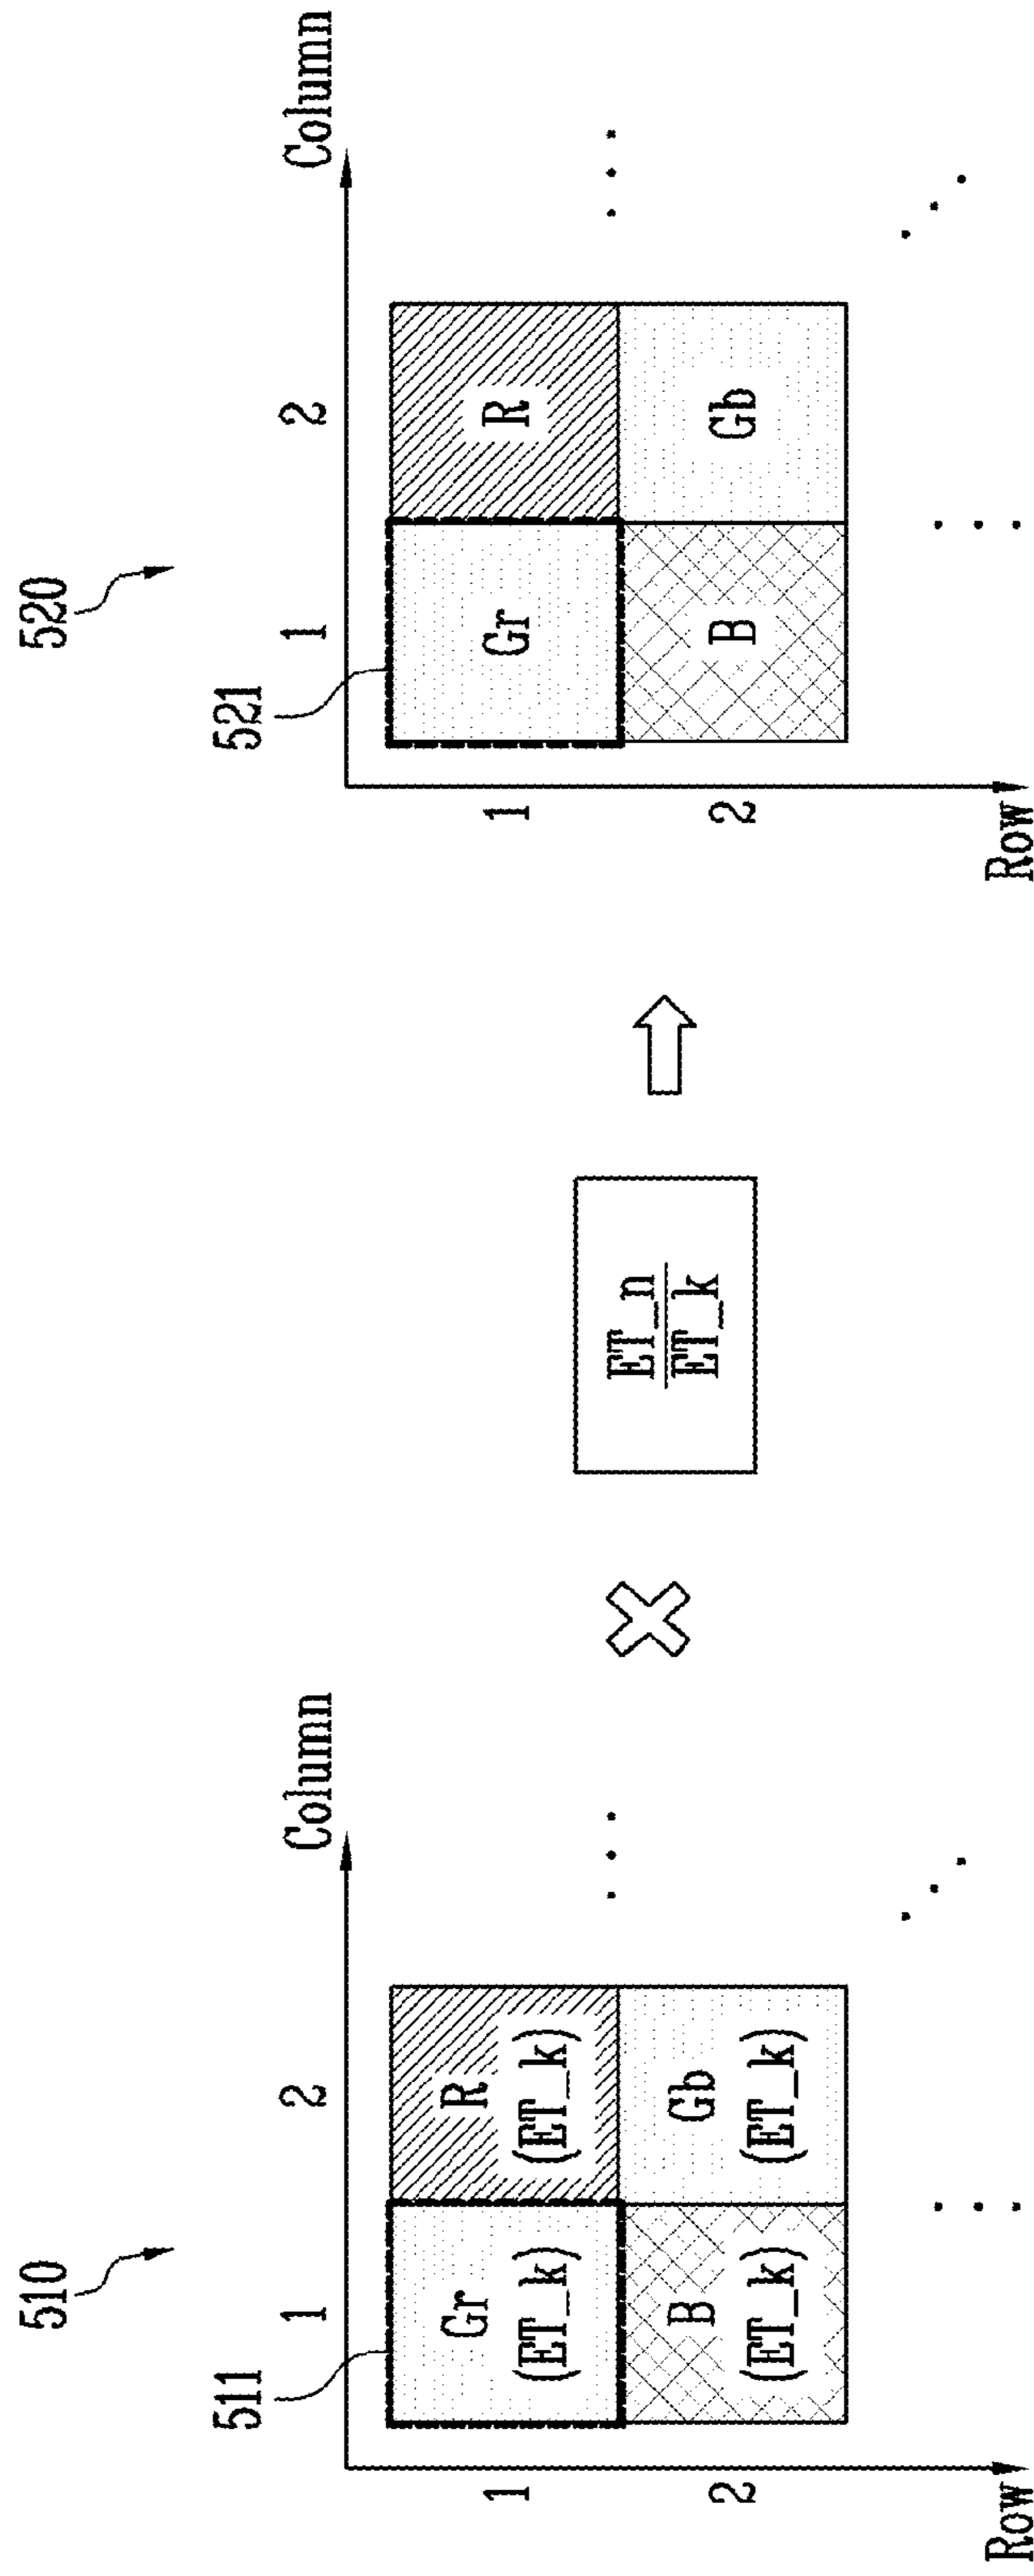 510
511
Column
1
2
1
Gr
(ET_k)
R
(ET_k)
2
B
(ET_k)
Gb
(ET_k)
Row
ET_n
ET_k
520
521
Column
1
2
1
Gr
R
2
B
Gb
Row